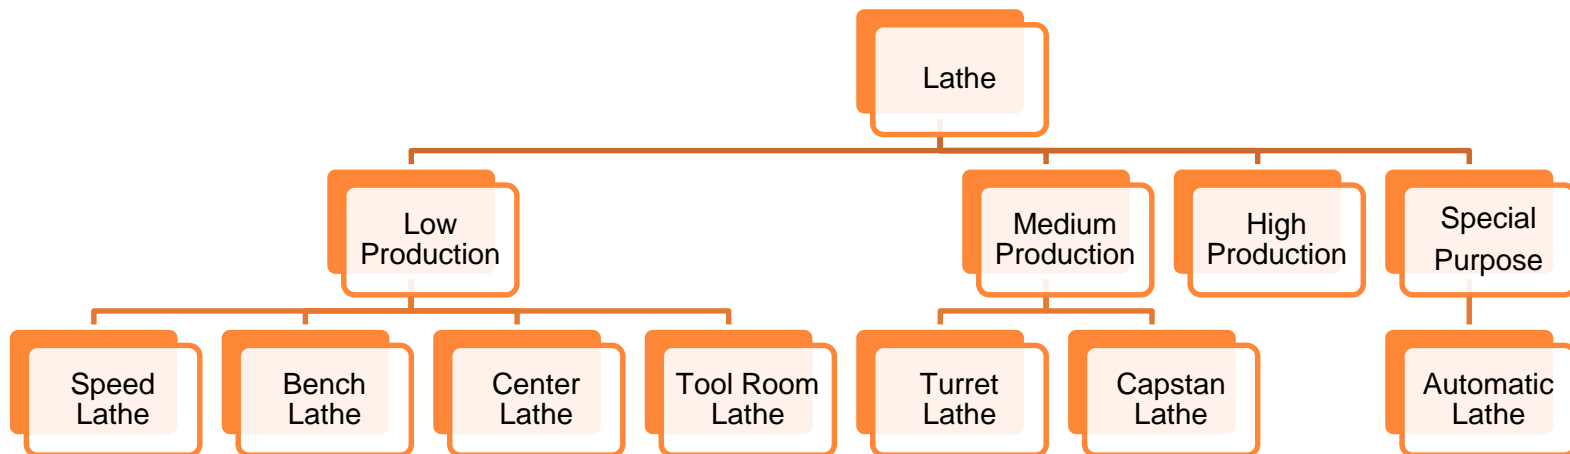 Lathe
Low
Production
Medium
Production
High
Production
Special
Purpose
Speed
Lathe
Bench
Lathe
Center
Lathe
Tool Room
Lathe
Turret
Lathe
Capstan
Lathe
Automatic
Lathe